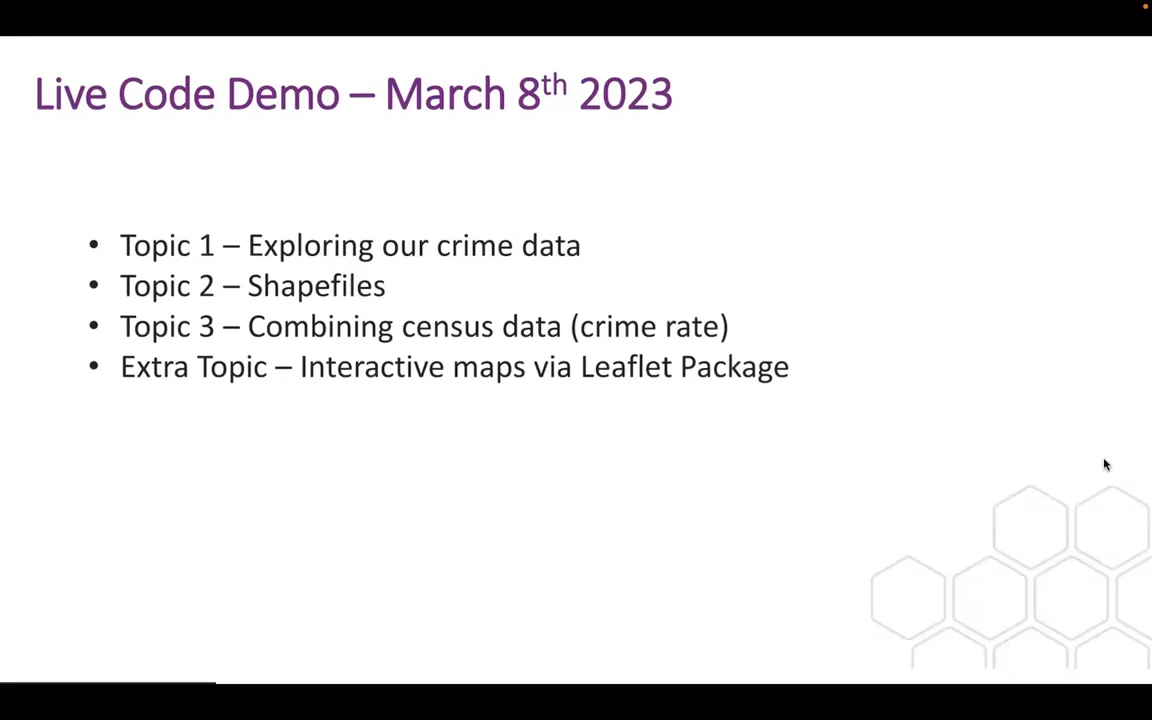 Live Code Demo – March 8th 2023
• Topic 1 – Exploring our crime data
• Topic 2 – Shapefiles
• Topic 3 – Combining census data (crime rate)
• Extra Topic – Interactive maps via Leaflet Package